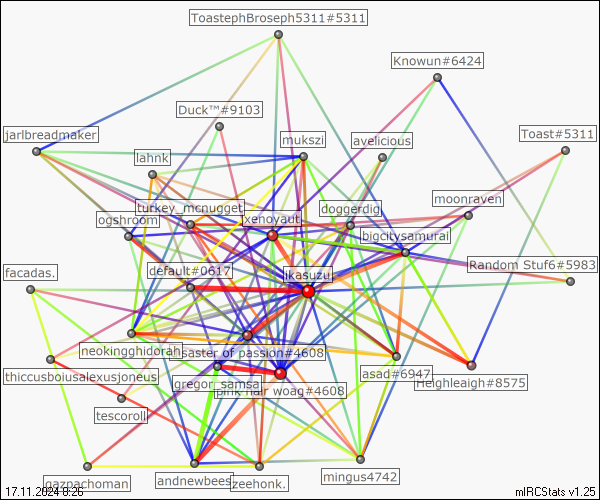 ToastephBroseph5311#5311
Knowun#6424
Duck™#9103
jarlbreadmaker
mukszi
avelicious
Toast#5311
lahnk
moonraven
turkey_mcnugget
doggerdig
ogshroom
xenoyaut
bigcitysamurai
facadas.
default#0617
ikasuzu
Random Stuf6#5983
neokingghidorah
saster of passion#4608
thiccusboiusalexusjoneus
gregor_samsa
asad#6947
Heighleaigh#8575
pink hair woag#4608
tescoroll
gazpachoman
andnewbees
zeehonk.
mingus4742
17.11.2024 8:26
mIRCStats v1.25